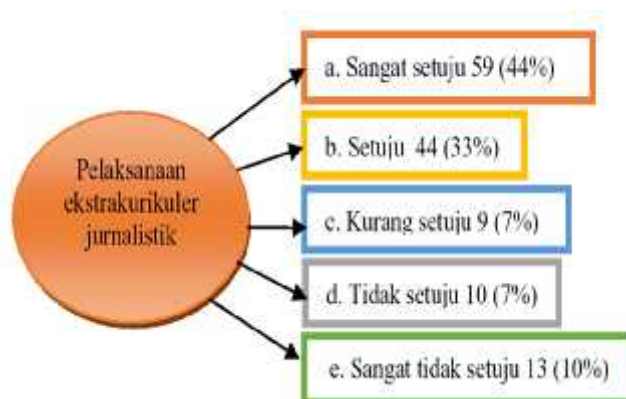 Pelaksanaan
ekstrakurikuler
jurnalistik
a. Sangat setuju 59 (44%)
b. Setuju 44 (33%)
c. Kurang setuju 9 (7%)
d. Tidak setuju 10 (7%)
e. Sangat tidak setuju 13 (10%)